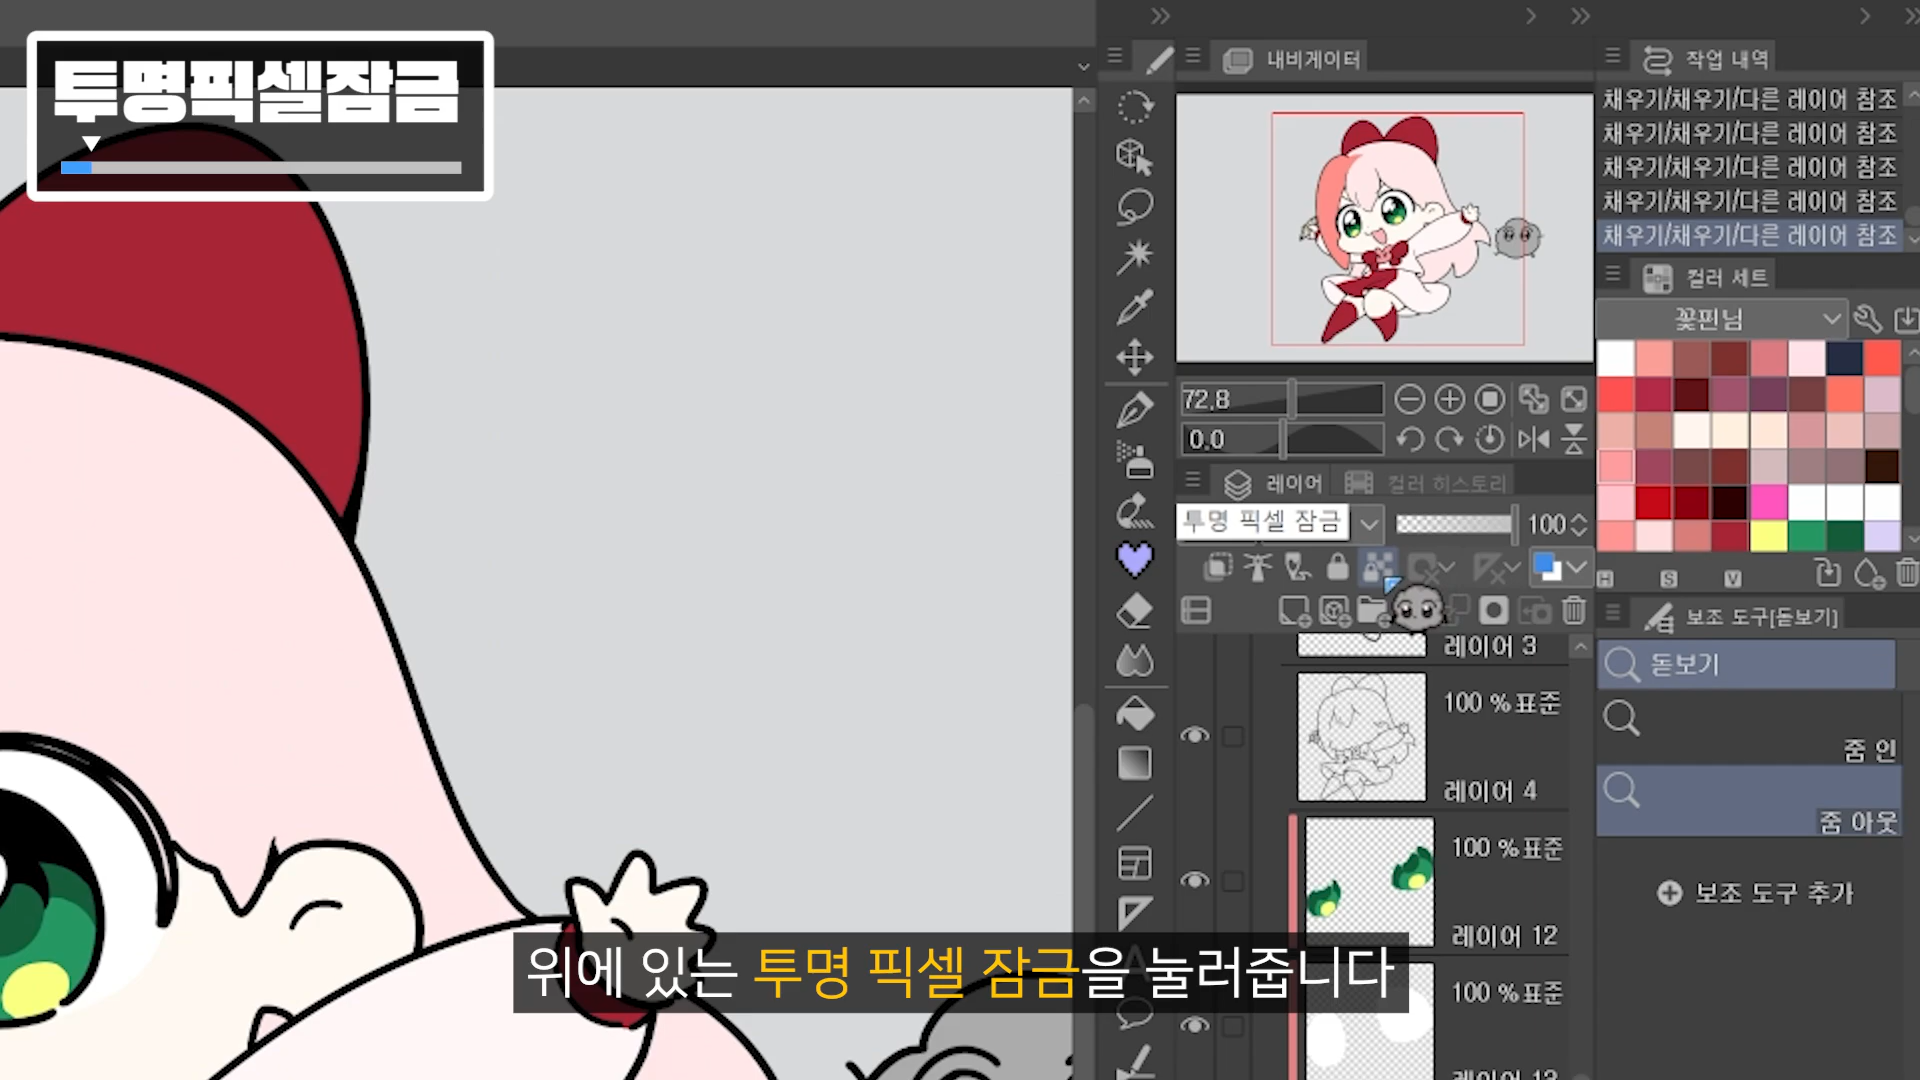 투명픽셀잠금
내비게이터
72,8
0,0
레이어
컬러 히스토리
투명 픽셀 잠금
100
레이어 3
100 %표준
레이어 4
100 %표준
레이어 12
100 %표준
레이어 13
작업 내역
채우기/채우기/다른 레이어 참조
채우기/채우기/다른 레이어 참조
채우기/채우기/다른 레이어 참조
채우기/채우기/다른 레이어 참조
채우기/채우기/다른 레이어 참조
컬러 세트
꽃핀님
H S V
보조 도구[돋보기]
돋보기
줌 인
줌 아웃
보조 도구 추가
위에 있는 투명 픽셀 잠금을 눌러줍니다